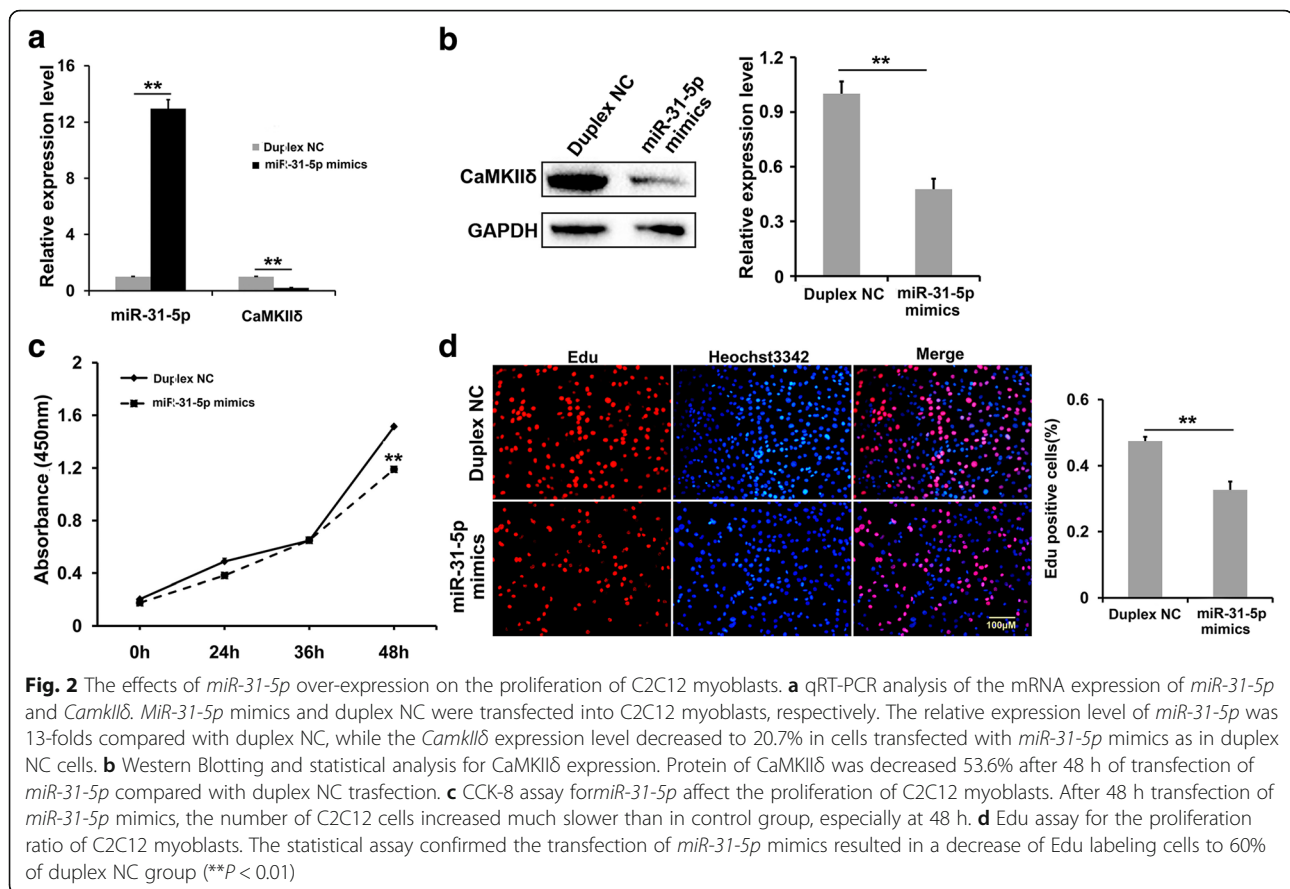 a
Relative expression level
16
12
8
4
0
**
**
Duplex NC
miR-31-5p mimics
miR-31-5p
CaMKIIδ
b
Duplex NC
miR-31-5p
mimics
CaMKIIδ
GAPDH
Relative expression level
1.2
0.9
0.6
0.3
0
**
Duplex NC
miR-31-5p
mimics
c
Absorbance (450nm)
2
1.6
1.2
0.8
0.4
0
Duplex NC
miR-31-5p mimics
**
0h
24h
36h
48h
d
Edu
Heochst3342
Merge
Duplex NC
miR-31-5p
mimics
100μM
Edu positive cells(%)
0.6
0.4
0.2
0
**
Duplex NC
miR-31-5p
mimics
Fig. 2 The effects of miR-31-5p over-expression on the proliferation of C2C12 myoblasts. a qRT-PCR analysis of the mRNA expression of miR-31-5p
and CamkIIδ. MiR-31-5p mimics and duplex NC were transfected into C2C12 myoblasts, respectively. The relative expression level of miR-31-5p was
13-folds compared with duplex NC, while the CamkIIδ expression level decreased to 20.7% in cells transfected with miR-31-5p mimics as in duplex
NC cells. b Western Blotting and statistical analysis for CaMKIIδ expression. Protein of CaMKIIδ was decreased 53.6% after 48 h of transfection of
miR-31-5p compared with duplex NC trasfection. c CCK-8 assay formiR-31-5p affect the proliferation of C2C12 myoblasts. After 48 h transfection of
miR-31-5p mimics, the number of C2C12 cells increased much slower than in control group, especially at 48 h. d Edu assay for the proliferation
ratio of C2C12 myoblasts. The statistical assay confirmed the transfection of miR-31-5p mimics resulted in a decrease of Edu labeling cells to 60%
of duplex NC group (**P < 0.01)